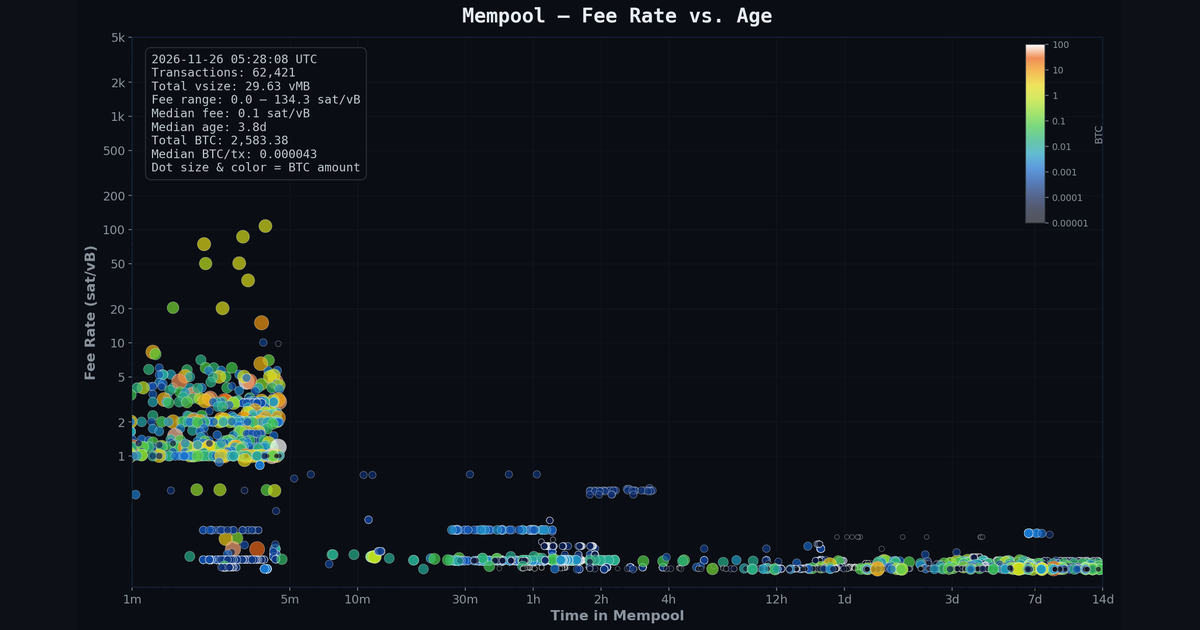 Mempool — Fee Rate vs. Age
2026-11-26 05:28:08 UTC
Transactions: 62,421
Total vsize: 29.63 vMB
Fee range: 0.0 — 134.3 sat/vB
Median fee: 0.1 sat/vB
Median age: 3.8d
Total BTC: 2,583.38
Median BTC/tx: 0.000043
Dot size & color = BTC amount
100
10
1
0.1
0.01
0.001
0.0001
0.00001
BTC
Fee Rate (sat/vB)
5k
2k
1k
500
200
100
50
20
10
5
2
1
1m
5m
10m
30m
1h
2h
4h
12h
1d
3d
7d
14d
Time in Mempool